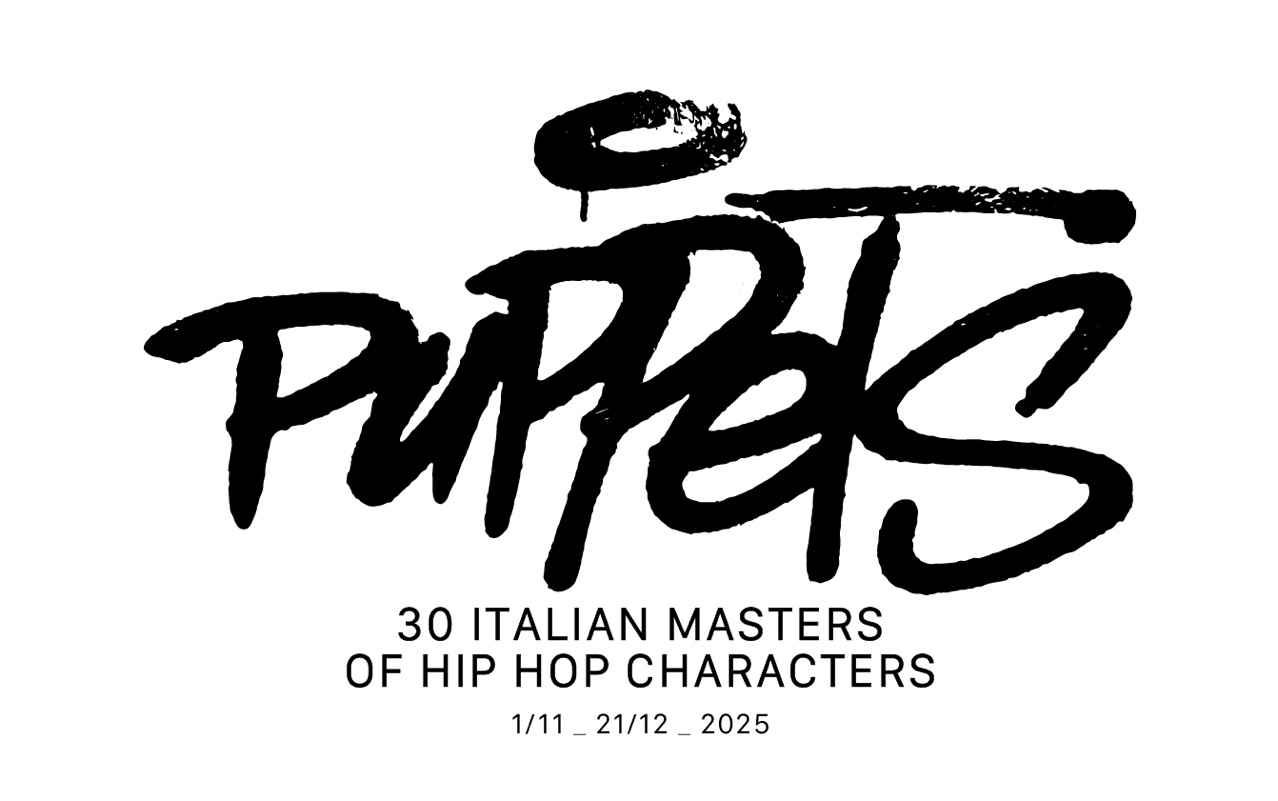 PuPPeTS
30 ITALIAN MASTERS
OF HIP HOP CHARACTERS
1/11 _ 21/12 _ 2025